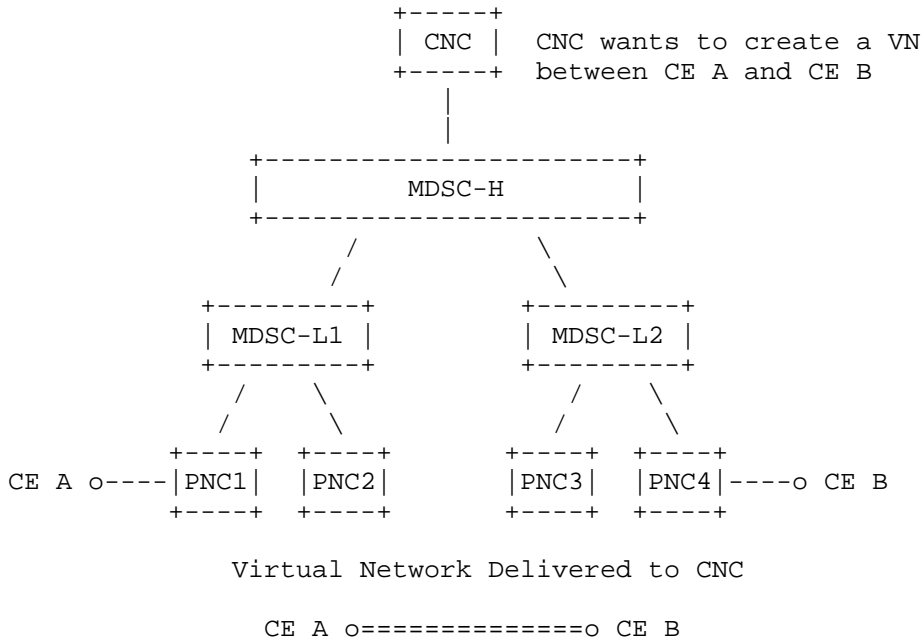 CNC CNC wants to create a VN
between CE A and CE B
MDSC-H
MDSC-L1 MDSC-L2
CE A o----|PNC1| |PNC2| |PNC3| |PNC4|----o CE B
Virtual Network Delivered to CNC
CE A o==============o CE B